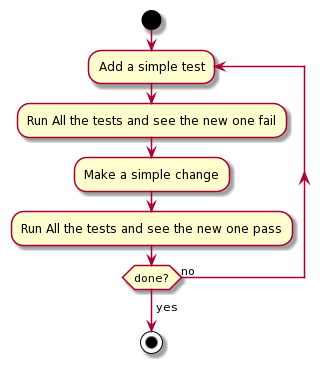 Add a simple test
Run All the tests and see the new one fail
Make a simple change
Run All the tests and see the new one pass
done?
no
yes